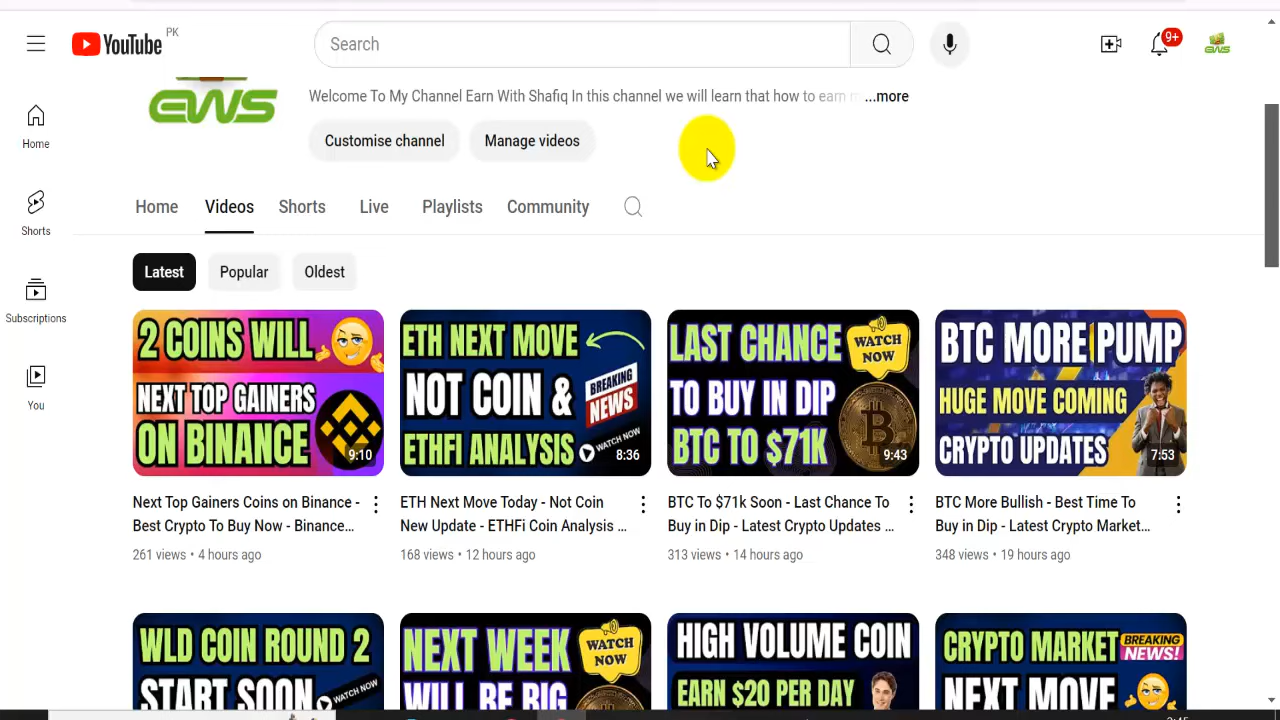 YouTube PK
Search
9+
EWS
EWS
Welcome To My Channel Earn With Shafiq In this channel we will learn that how to earn ...more
Customise channel Manage videos
Home
Shorts
Subscriptions
You
Home Videos Shorts Live Playlists Community
Latest Popular Oldest
2 COINS WILL
NEXT TOP GAINERS
ON BINANCE
9:10
Next Top Gainers Coins on Binance -
Best Crypto To Buy Now - Binance...
261 views • 4 hours ago
ETH NEXT MOVE
NOT COIN &
BREAKING
NEWS
ETHFI ANALYSIS
WATCH NOW
8:36
ETH Next Move Today - Not Coin
New Update - ETHFi Coin Analysis ...
168 views • 12 hours ago
LAST CHANCE
WATCH
NOW
TO BUY IN DIP
BTC TO $71K
9:43
BTC To $71k Soon - Last Chance To
Buy in Dip - Latest Crypto Updates ...
313 views • 14 hours ago
BTC MORE PUMP
HUGE MOVE COMING
CRYPTO UPDATES
7:53
BTC More Bullish - Best Time To
Buy in Dip - Latest Crypto Market...
348 views • 19 hours ago
WLD COIN ROUND 2
START SOON
WATCH NOW
NEXT WEEK
WATCH
NOW
WILL BE BIG
HIGH VOLUME COIN
EARN $20 PER DAY
CRYPTO MARKET
BREAKING
NEWS!
NEXT MOVE